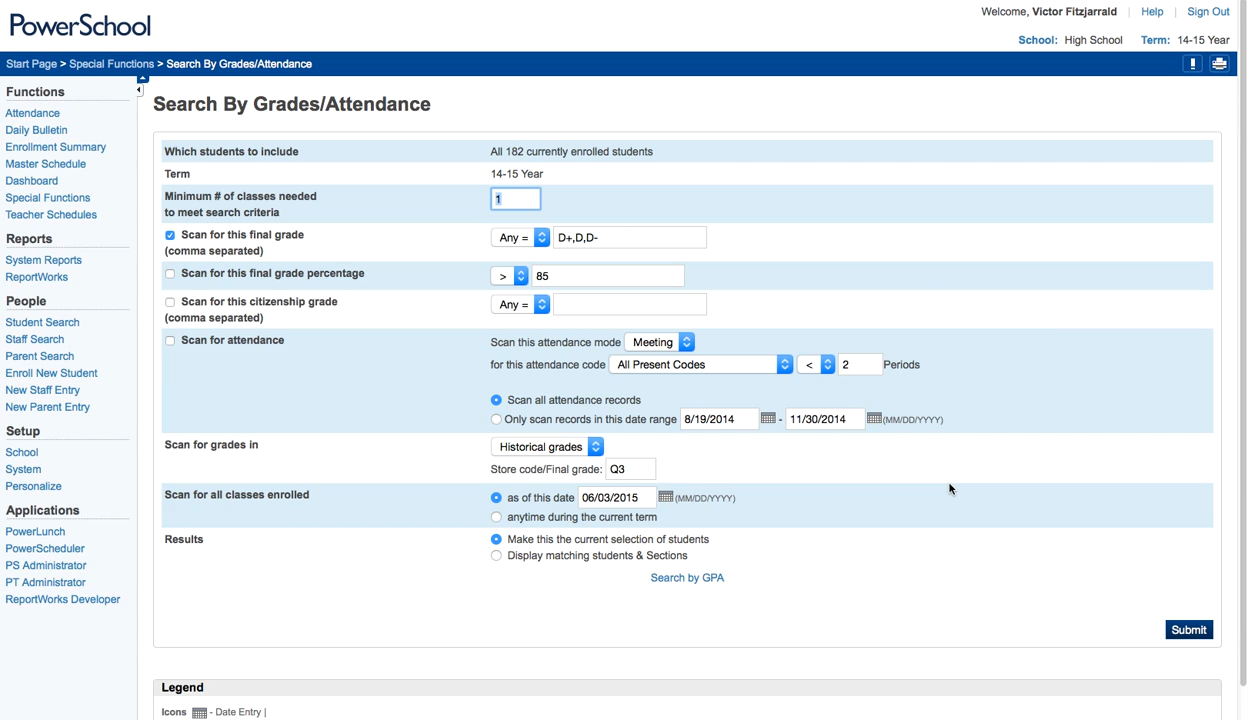 PowerSchool
Welcome, Victor Fitzjarrald | Help | Sign Out
School: High School Term: 14-15 Year
Start Page > Special Functions > Search By Grades/Attendance
Functions
Attendance
Daily Bulletin
Enrollment Summary
Master Schedule
Dashboard
Special Functions
Teacher Schedules
Reports
System Reports
ReportWorks
People
Student Search
Staff Search
Parent Search
Enroll New Student
New Staff Entry
New Parent Entry
Setup
School
System
Personalize
Applications
PowerLunch
PowerScheduler
PS Administrator
PT Administrator
ReportWorks Developer
Search By Grades/Attendance
Which students to include All 182 currently enrolled students
Term 14-15 Year
Minimum # of classes needed
to meet search criteria 1
Scan for this final grade
(comma separated) Any = D+,D,D-
Scan for this final grade percentage > 85
Scan for this citizenship grade
(comma separated) Any =
Scan for attendance Scan this attendance mode Meeting
for this attendance code All Present Codes < 2 Periods
Scan all attendance records
Only scan records in this date range 8/19/2014 - 11/30/2014 (MM/DD/YYYY)
Scan for grades in Historical grades
Store code/Final grade: Q3
Scan for all classes enrolled as of this date 06/03/2015 (MM/DD/YYYY)
anytime during the current term
Results Make this the current selection of students
Display matching students & Sections
Search by GPA
Submit
Legend
Icons - Date Entry |